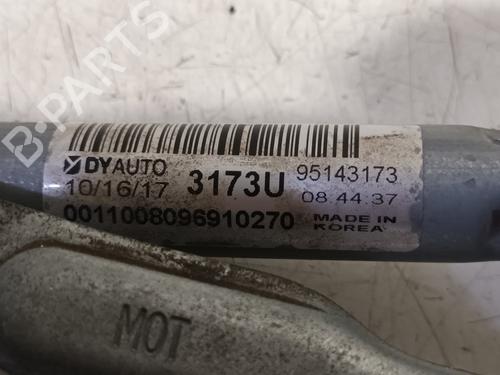 B-PARTS
DYAUTO
10/16/17 3173U 95143173
08.44.37
0011008096910270 MADE IN
KOREA
MOT